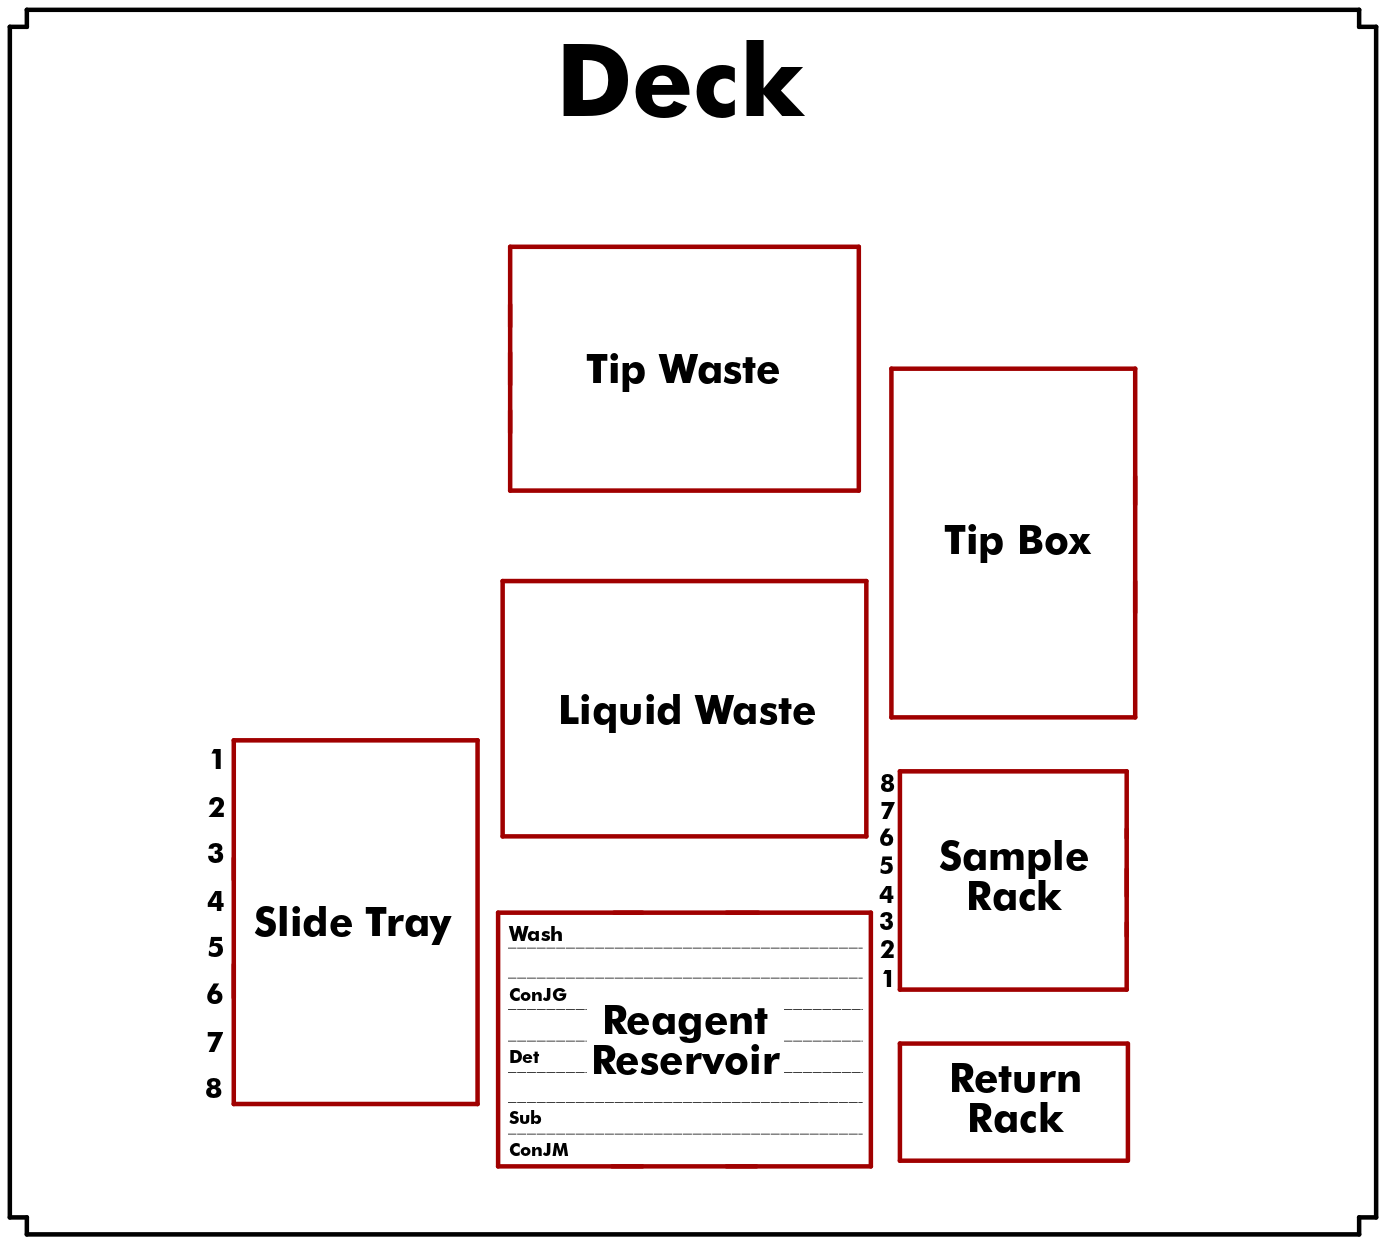 Deck
Tip Waste
Tip Box
Liquid Waste
1
2
3
4
5
6
7
8
Slide Tray
8
7
6
5
4
3
2
1
Sample
Rack
Wash
ConJG
Reagent
Reservoir
Det
Sub
ConJM
Return
Rack